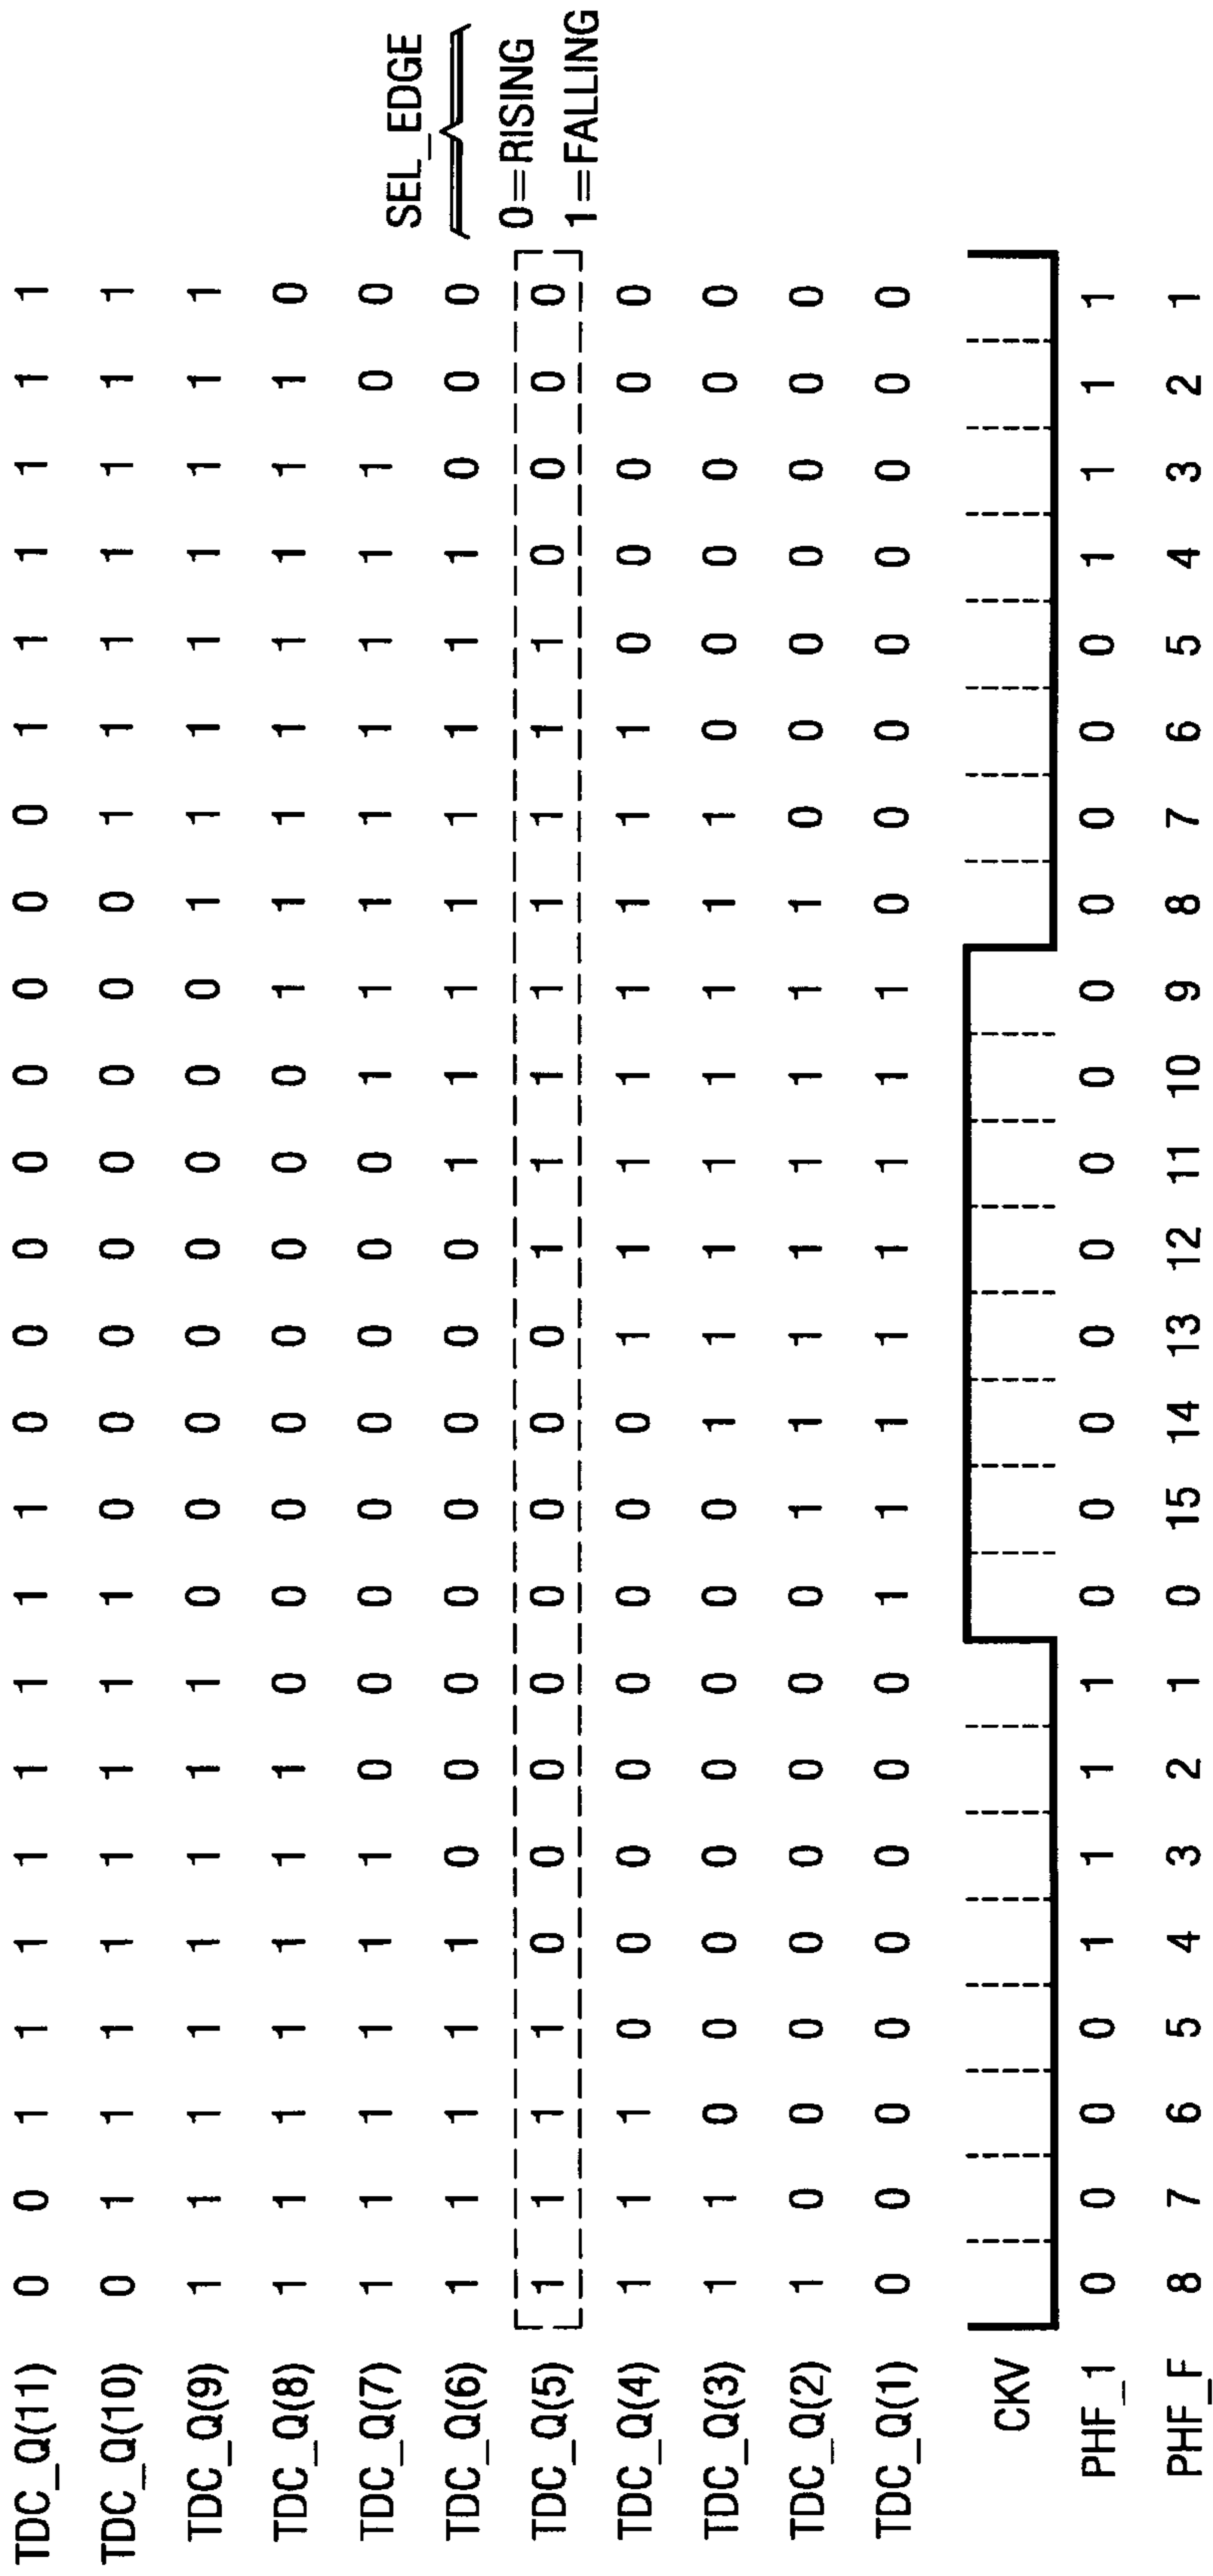 TDC_Q(11) 0 0 1 1 1 1 1 1 1 1 0 0 0 0 0 0 0 0 1 1 1 1 1 1
TDC_Q(10) 0 1 1 1 1 1 1 1 1 0 0 0 0 0 0 0 0 1 1 1 1 1 1 1
TDC_Q(9) 1 1 1 1 1 1 1 1 0 0 0 0 0 0 0 0 1 1 1 1 1 1 1 1
TDC_Q(8) 1 1 1 1 1 1 1 0 0 0 0 0 0 0 0 1 1 1 1 1 1 1 1 0
TDC_Q(7) 1 1 1 1 1 1 0 0 0 0 0 0 0 0 1 1 1 1 1 1 1 1 0 0
TDC_Q(6) 1 1 1 1 1 0 0 0 0 0 0 0 0 1 1 1 1 1 1 1 1 0 0 0
TDC_Q(5) 1 1 1 1 0 0 0 0 0 0 0 0 1 1 1 1 1 1 1 1 0 0 0 0
TDC_Q(4) 1 1 1 0 0 0 0 0 0 0 0 1 1 1 1 1 1 1 1 0 0 0 0 0
TDC_Q(3) 1 1 0 0 0 0 0 0 0 0 1 1 1 1 1 1 1 1 0 0 0 0 0 0
TDC_Q(2) 1 0 0 0 0 0 0 0 0 1 1 1 1 1 1 1 1 0 0 0 0 0 0 0
TDC_Q(1) 0 0 0 0 0 0 0 0 1 1 1 1 1 1 1 1 0 0 0 0 0 0 0 0
SEL_EDGE
0=RISING
1=FALLING
CKV
PHF_1 0 0 0 0 1 1 1 1 0 0 0 0 0 0 0 0 0 0 0 0 1 1 1 1
PHF_F 8 7 6 5 4 3 2 1 0 15 14 13 12 11 10 9 8 7 6 5 4 3 2 1